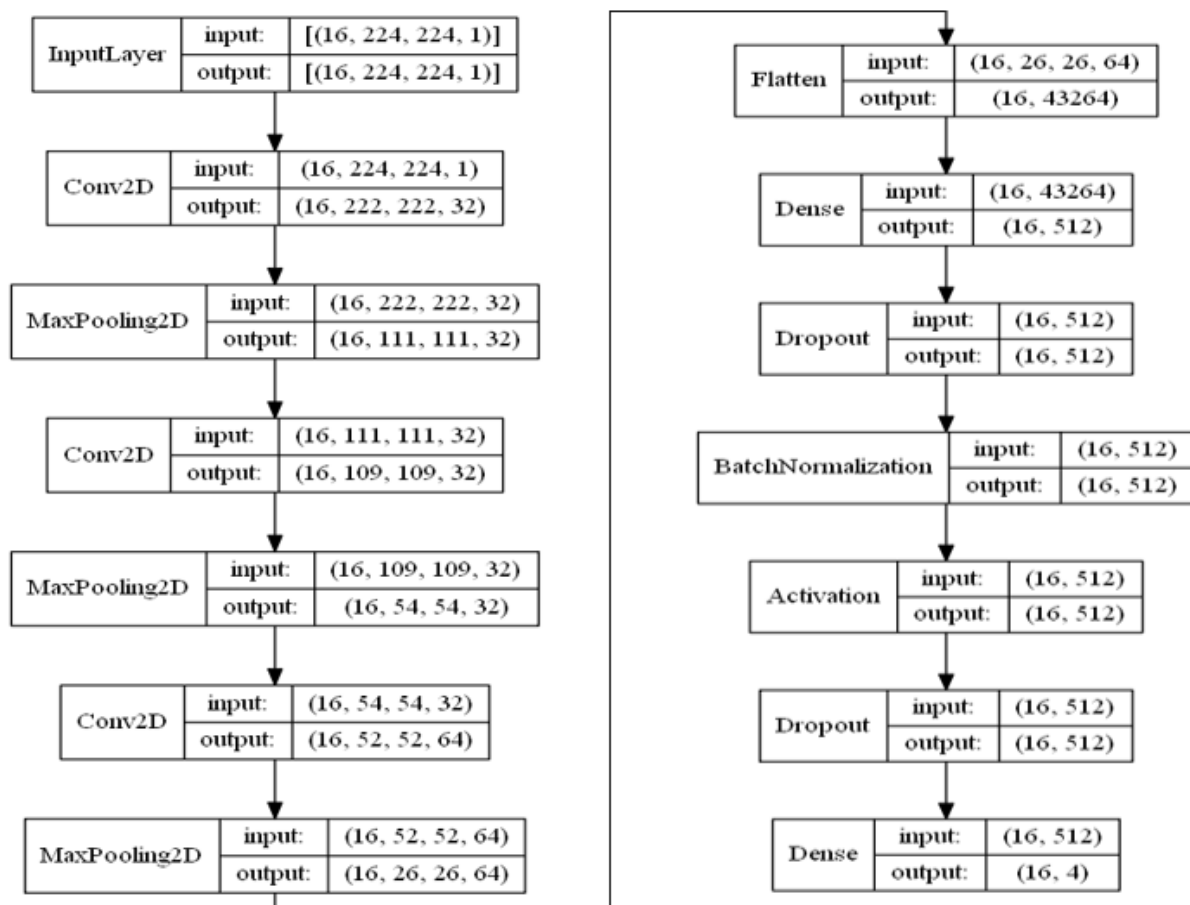 InputLayer input: [(16, 224, 224, 1)]
output: [(16, 224, 224, 1)]
Conv2D input: (16, 224, 224, 1)
output: (16, 222, 222, 32)
MaxPooling2D input: (16, 222, 222, 32)
output: (16, 111, 111, 32)
Conv2D input: (16, 111, 111, 32)
output: (16, 109, 109, 32)
MaxPooling2D input: (16, 109, 109, 32)
output: (16, 54, 54, 32)
Conv2D input: (16, 54, 54, 32)
output: (16, 52, 52, 64)
MaxPooling2D input: (16, 52, 52, 64)
output: (16, 26, 26, 64)
Flatten input: (16, 26, 26, 64)
output: (16, 43264)
Dense input: (16, 43264)
output: (16, 512)
Dropout input: (16, 512)
output: (16, 512)
BatchNormalization input: (16, 512)
output: (16, 512)
Activation input: (16, 512)
output: (16, 512)
Dropout input: (16, 512)
output: (16, 512)
Dense input: (16, 512)
output: (16, 4)